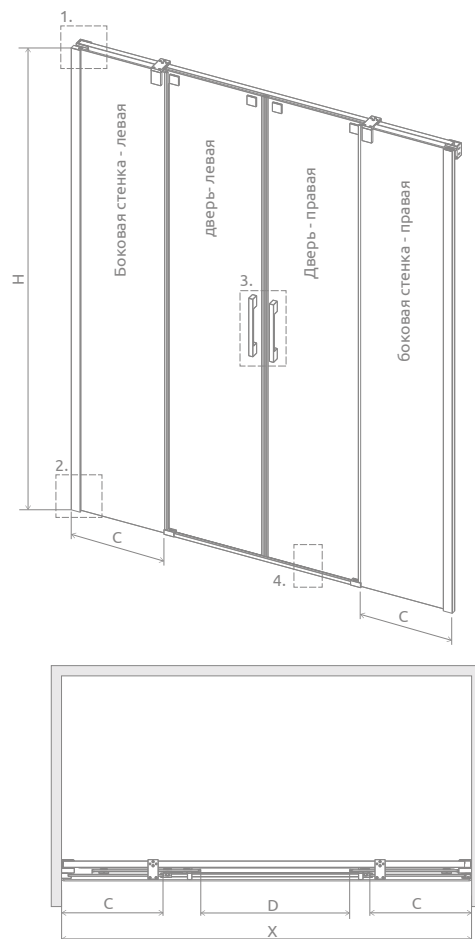 1.
Боковая стенка - левая
дверь- левая
Дверь - правая
боковая стенка - правая
H
3.
2.
C
4.
C
C
D
C
X